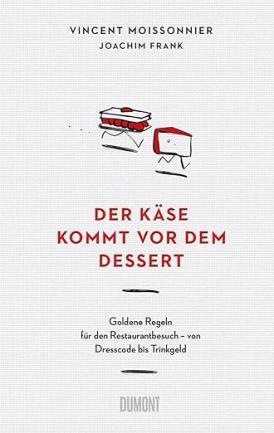 VINCENT MOISSONNIER
JOACHIM FRANK
DER KÄSE
KOMMT VOR DEM
DESSERT
Goldene Regeln
für den Restaurantbesuch – von
Dresscode bis Trinkgeld
DUMONT